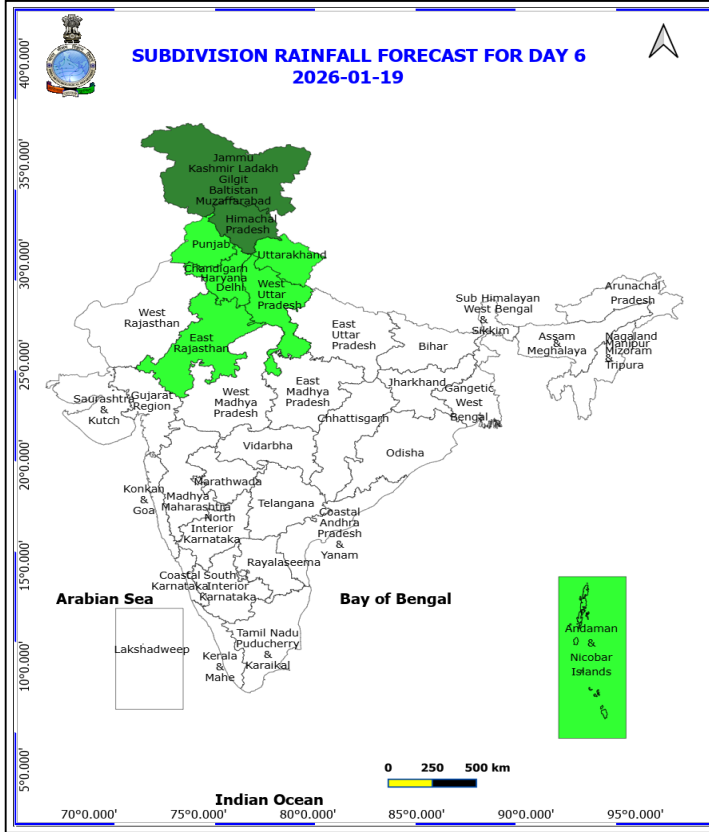 SUBDIVISION RAINFALL FORECAST FOR DAY 6
2026-01-19
40°0.000'
35°0.000'
30°0.000'
25°0.000'
20°0.000'
15°0.000'
10°0.000'
5°0.000'
Jammu
Kashmir Ladakh
Gilgit
Baltistan
Muzaffarabad
Himachal
Pradesh
Punjab
Uttarakhand
Chandigarh
Haryana
Delhi
West
Uttar
Pradesh
West
Rajasthan
East
Rajasthan
East
Uttar
Pradesh
Bihar
Sub Himalayan
West Bengal
&
Sikkim
Arunachal
Pradesh
Assam
&
Meghalaya
Nagaland
Manipur
Mizoram
&
Tripura
Saurashtra
&
Kutch
Gujarat
Region
West
Madhya
Pradesh
East
Madhya
Pradesh
Jharkhand
Gangetic
West
Bengal
Chhattisgarh
Odisha
Vidarbha
Konkan
&
Goa
Madhya
Maharashtra
Marathwada
North
Interior
Karnataka
Telangana
Coastal
Andhra
Pradesh
&
Yanam
Rayalaseema
Coastal
Karnataka
South
Interior
Karnataka
Arabian Sea
Bay of Bengal
Lakshadweep
Kerala
&
Mahe
Tamil Nadu
Puducherry
&
Karaikal
Andaman
&
Nicobar
Islands
0 250 500 km
Indian Ocean
70°0.000' 75°0.000' 80°0.000' 85°0.000' 90°0.000' 95°0.000'